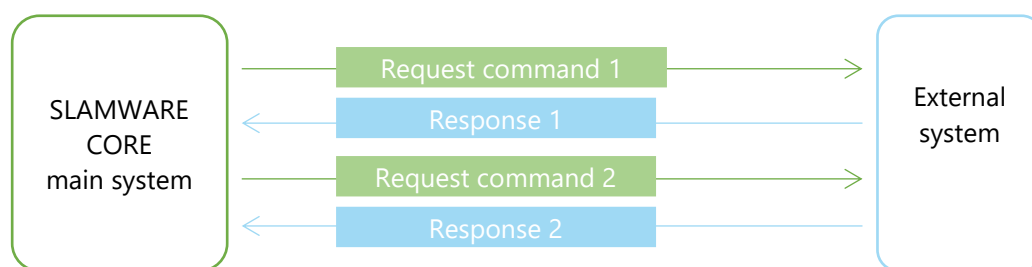 SLAMWARE
CORE
main system
Request command 1
Response 1
Request command 2
Response 2
External
system